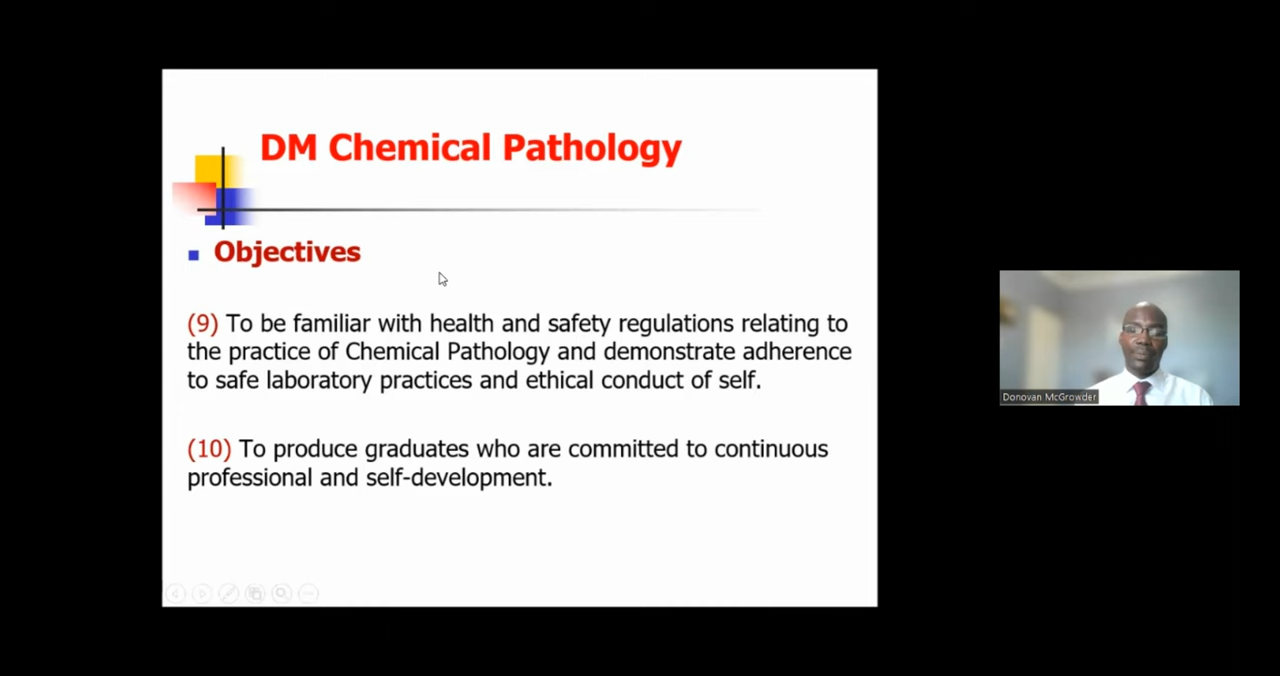 DM Chemical Pathology
Objectives
(9) To be familiar with health and safety regulations relating to
the practice of Chemical Pathology and demonstrate adherence
to safe laboratory practices and ethical conduct of self.
(10) To produce graduates who are committed to continuous
professional and self-development.
Donovan McGrowder